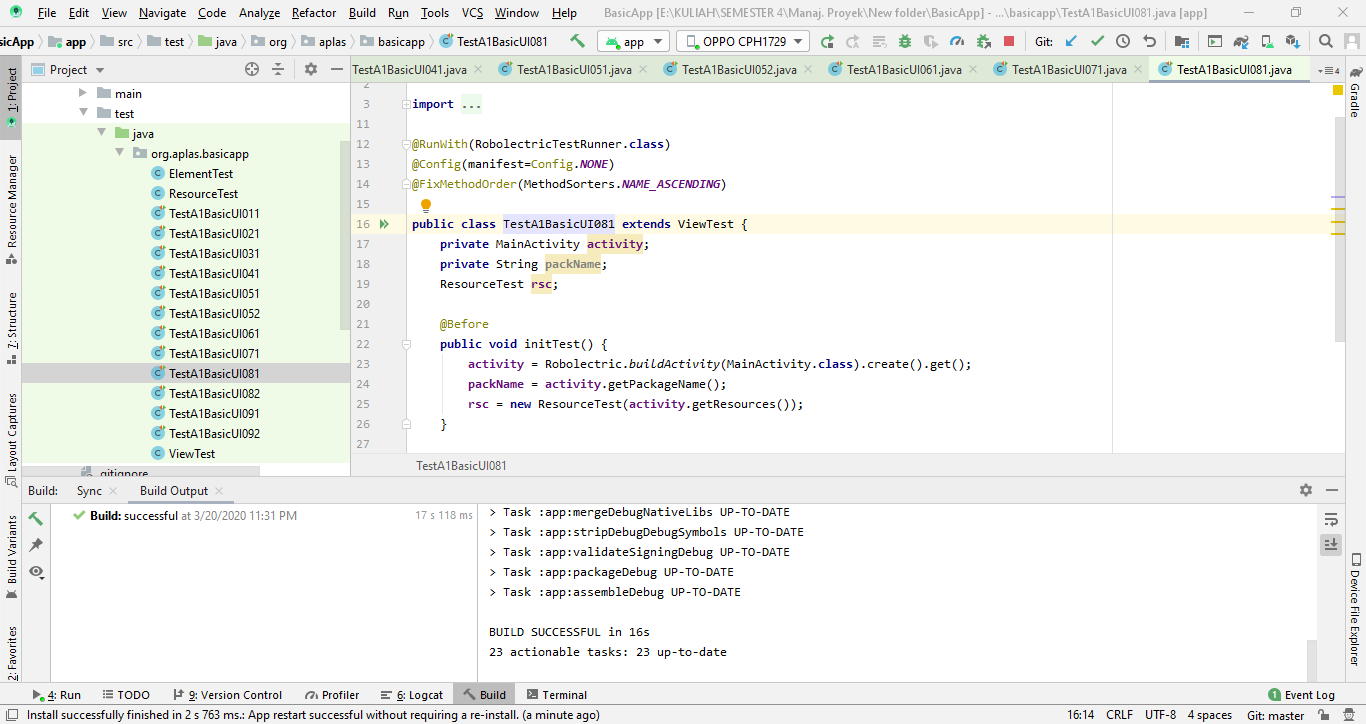 File Edit View Navigate Code Analyze Refactor Build Run Tools VCS Window Help BasicApp [E:\KULIAH\SEMESTER 4\Manaj. Proyek\New folder\BasicApp] - ...\basicapp\TestA1BasicUI081.java [app]
sicApp app src test java org aplas basicapp TestA1BasicUI081 app OPPO CPH1729 Git:
Project
TestA1BasicUI041.java TestA1BasicUI051.java TestA1BasicUI052.java TestA1BasicUI061.java TestA1BasicUI071.java TestA1BasicUI081.java 4
1: Project
Resource Manager
7: Structure
Layout Captures
Build Variants
2: Favorites
main
test
java
org.aplas.basicapp
ElementTest
ResourceTest
TestA1BasicUI011
TestA1BasicUI021
TestA1BasicUI031
TestA1BasicUI041
TestA1BasicUI051
TestA1BasicUI052
TestA1BasicUI061
TestA1BasicUI071
TestA1BasicUI081
TestA1BasicUI082
TestA1BasicUI091
TestA1BasicUI092
ViewTest
.gitignore
2
3 import ...
11
12 @RunWith(RobolectricTestRunner.class)
13 @Config(manifest=Config.NONE)
14 @FixMethodOrder(MethodSorters.NAME_ASCENDING)
15
16 public class TestA1BasicUI081 extends ViewTest {
17 private MainActivity activity;
18 private String packName;
19 ResourceTest rsc;
20
21 @Before
22 public void initTest() {
23 activity = Robolectric.buildActivity(MainActivity.class).create().get();
24 packName = activity.getPackageName();
25 rsc = new ResourceTest(activity.getResources());
26 }
27
TestA1BasicUI081
Gradle
Device File Explorer
Build: Sync Build Output
Build: successful at 3/20/2020 11:31 PM 17 s 118 ms
> Task :app:mergeDebugNativeLibs UP-TO-DATE
> Task :app:stripDebugDebugSymbols UP-TO-DATE
> Task :app:validateSigningDebug UP-TO-DATE
> Task :app:packageDebug UP-TO-DATE
> Task :app:assembleDebug UP-TO-DATE
BUILD SUCCESSFUL in 16s
23 actionable tasks: 23 up-to-date
4: Run TODO 9: Version Control Profiler 6: Logcat Build Terminal 1 Event Log
Install successfully finished in 2 s 763 ms.: App restart successful without requiring a re-install. (a minute ago) 16:14 CRLF UTF-8 4 spaces Git: master